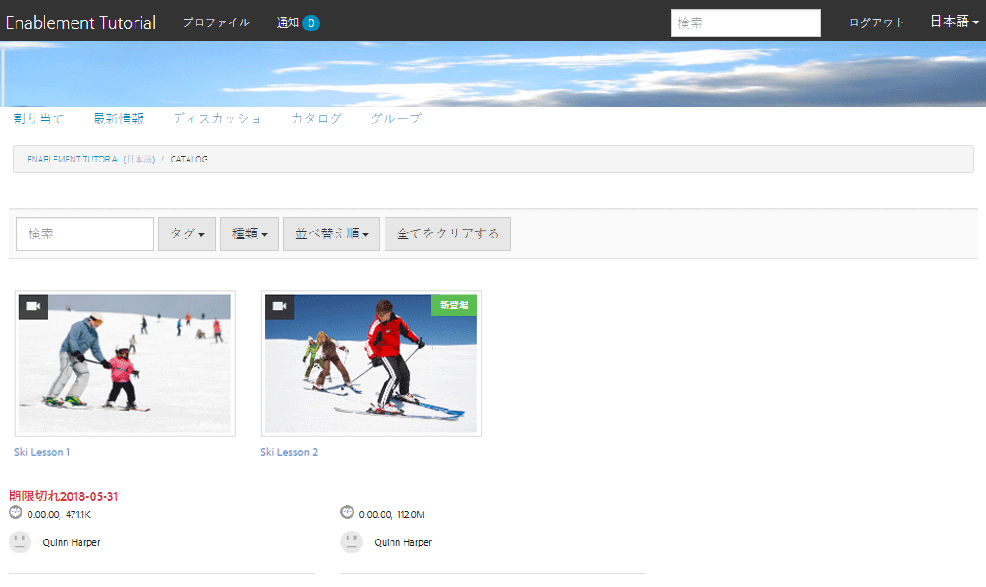 Enablement Tutorial プロファイル 通知 0 検索 ログアウト 日本語
割り当て 最新情報 ディスカッショ カタログ グループ
ENABLEMENT TUTORIAL (日本語) / CATALOG
検索 タグ 種類 並べ替え順 全てをクリアする
新登場
Ski Lesson 1 Ski Lesson 2
期限切れ2018-05-31
0.00.00, 471.1K 0.00.00, 112.0M
Quinn Harper Quinn Harper